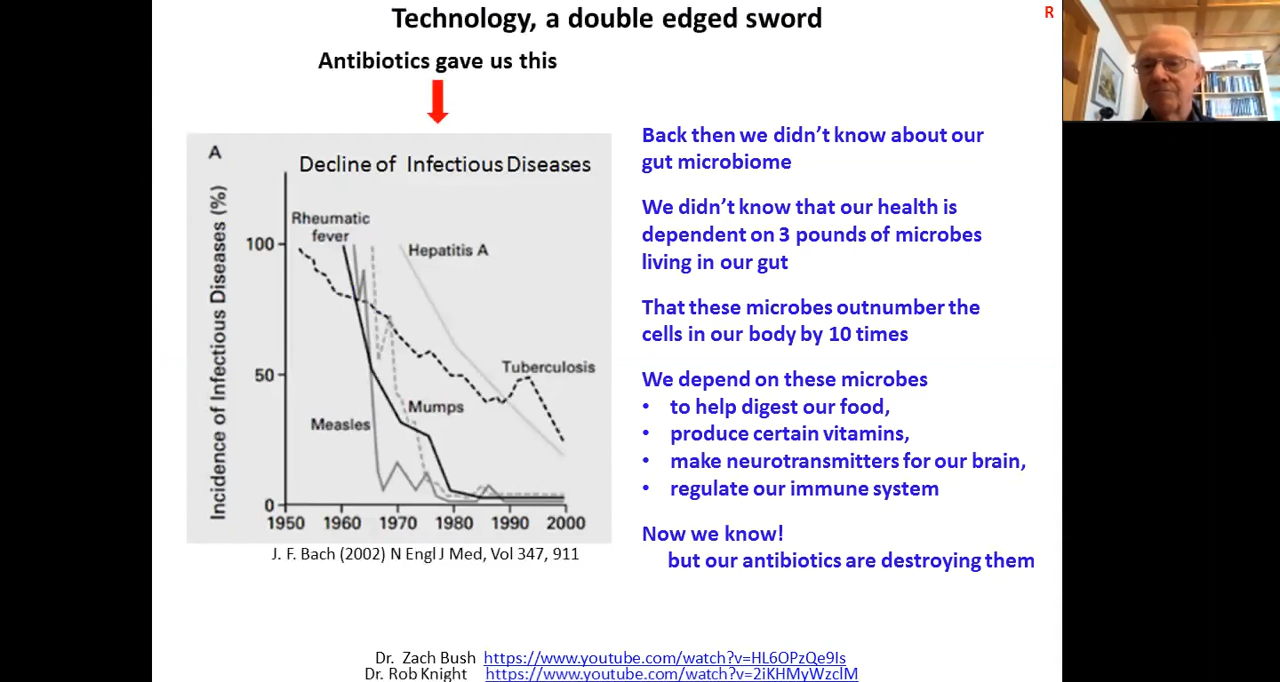 Technology, a double edged sword
R
Antibiotics gave us this
A
Decline of Infectious Diseases
Incidence of Infectious Diseases (%)
100
50
0
Rheumatic
fever
Hepatitis A
Tuberculosis
Mumps
Measles
1950 1960 1970 1980 1990 2000
J. F. Bach (2002) N Engl J Med, Vol 347, 911
Back then we didn't know about our
gut microbiome
We didn't know that our health is
dependent on 3 pounds of microbes
living in our gut
That these microbes outnumber the
cells in our body by 10 times
We depend on these microbes
• to help digest our food,
• produce certain vitamins,
• make neurotransmitters for our brain,
• regulate our immune system
Now we know!
but our antibiotics are destroying them
Dr. Zach Bush https://www.youtube.com/watch?v=HL6OPzQe9Is
Dr. Rob Knight https://www.youtube.com/watch?v=2iKHMyWzclM